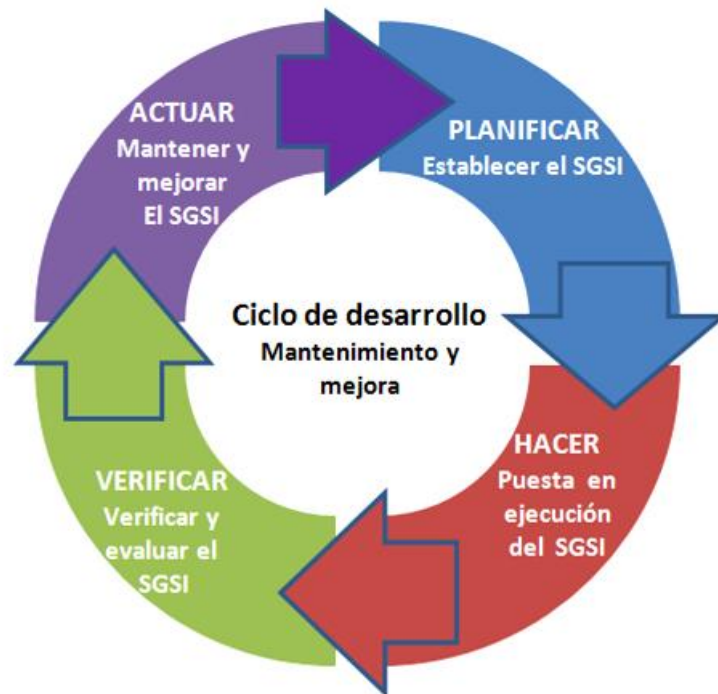 ACTUAR
Mantener y
mejorar
El SGSI
PLANIFICAR
Establecer el SGSI
Ciclo de desarrollo
Mantenimiento y
mejora
HACER
Puesta en
ejecución
del SGSI
VERIFICAR
Verificar y
evaluar el
SGSI